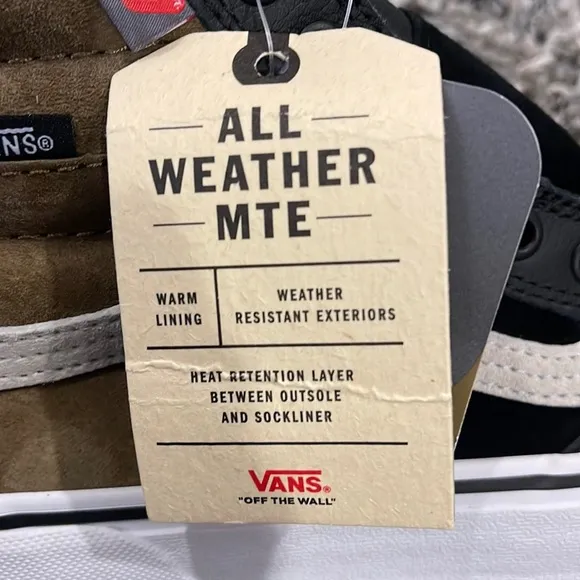 ANS®
ALL
WEATHER
MTE
WARM
LINING
WEATHER
RESISTANT EXTERIORS
HEAT RETENTION LAYER
BETWEEN OUTSOLE
AND SOCKLINER
VANS®
"OFF THE WALL"